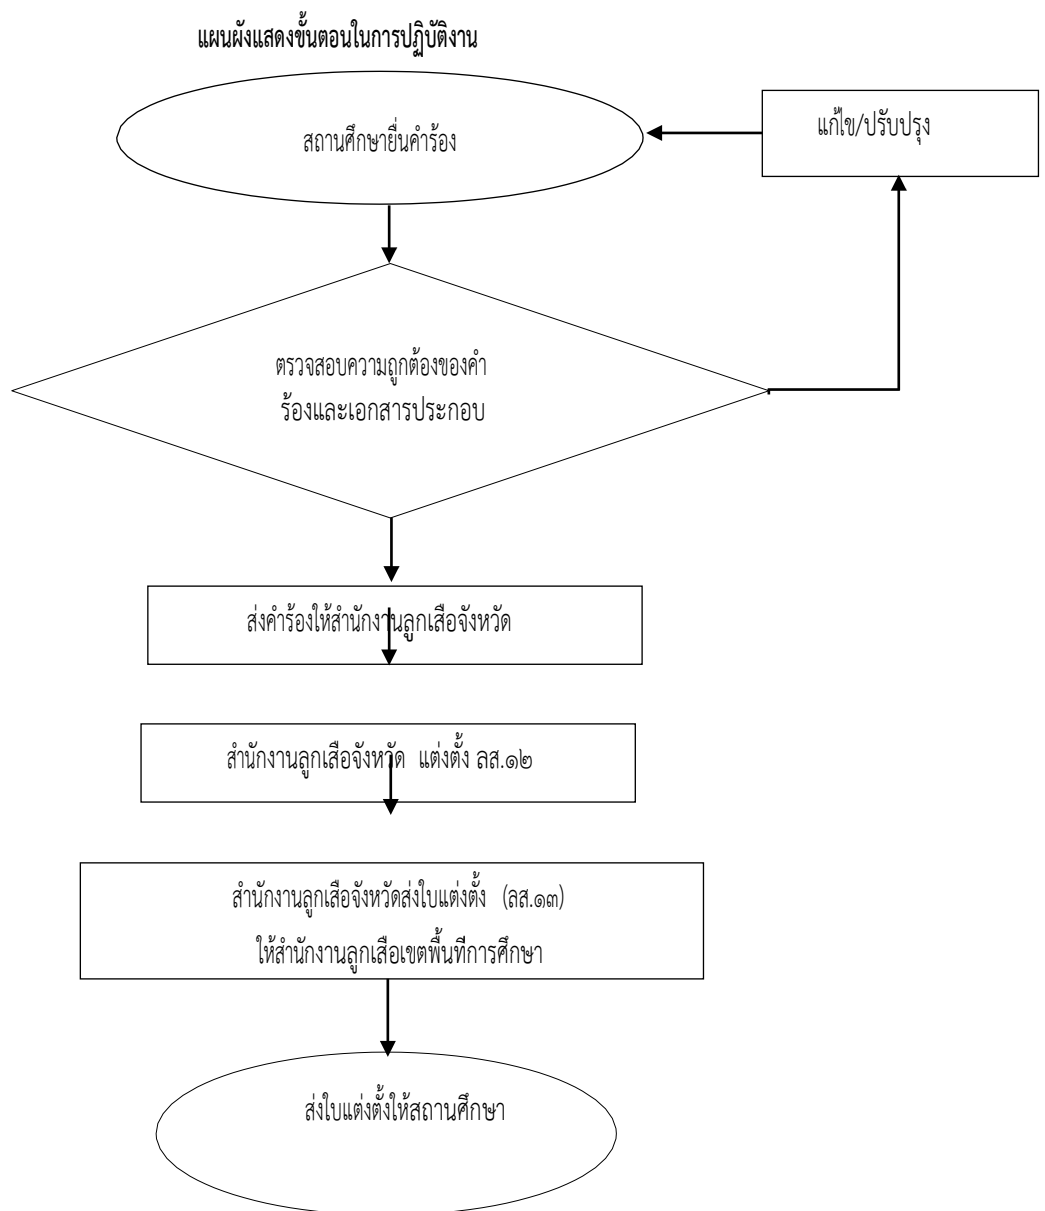 แผนผังแสดงขั้นตอนในการปฏิบัติงาน
สถานศึกษายื่นคำร้อง
แก้ไข/ปรับปรุง
ตรวจสอบความถูกต้องของคำ
ร้องและเอกสารประกอบ
ส่งคำร้องให้สำนักงานลูกเสือจังหวัด
สำนักงานลูกเสือจังหวัด แต่งตั้ง ลส.๑๒
สำนักงานลูกเสือจังหวัดส่งใบแต่งตั้ง (ลส.๑๓)
ให้สำนักงานลูกเสือเขตพื้นที่การศึกษา
ส่งใบแต่งตั้งให้สถานศึกษา